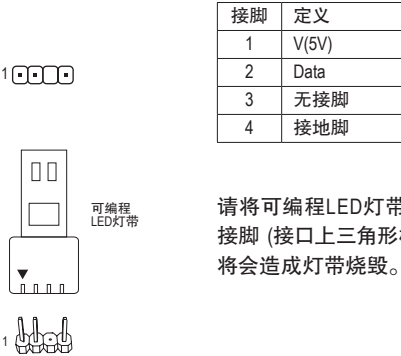 接脚 定义
1 V(5V)
2 Data
3 无接脚
4 接地脚
1
可编程
LED灯带
请将可编程LED灯带
接脚 (接口上三角形
将会造成灯带烧毁。
1